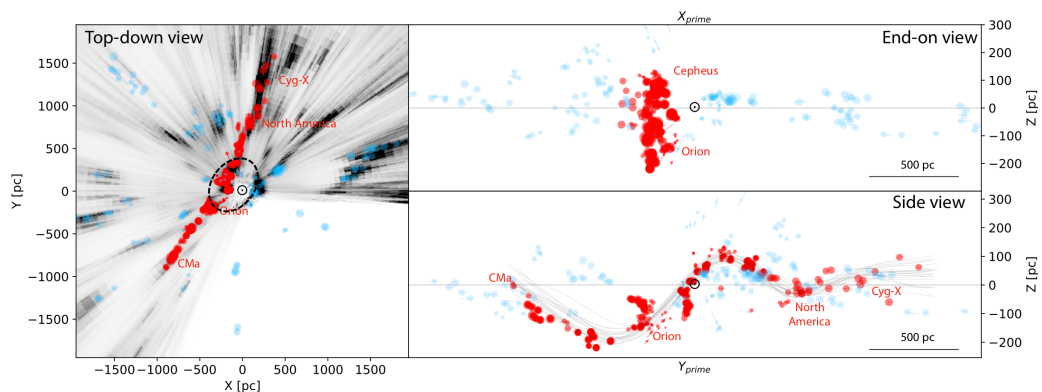 Top-down view
Cyg-X
North America
Orion
CMa
1500
1000
500
0
−500
−1000
−1500
Y [pc]
−1500 −1000 −500 0 500 1000 1500
X [pc]
X_prime
End-on view
Cepheus
Orion
500 pc
300
200
100
0
−100
−200
Z [pc]
Side view
CMa
Orion
North
America
Cyg-X
500 pc
300
200
100
0
−100
−200
Z [pc]
Y_prime